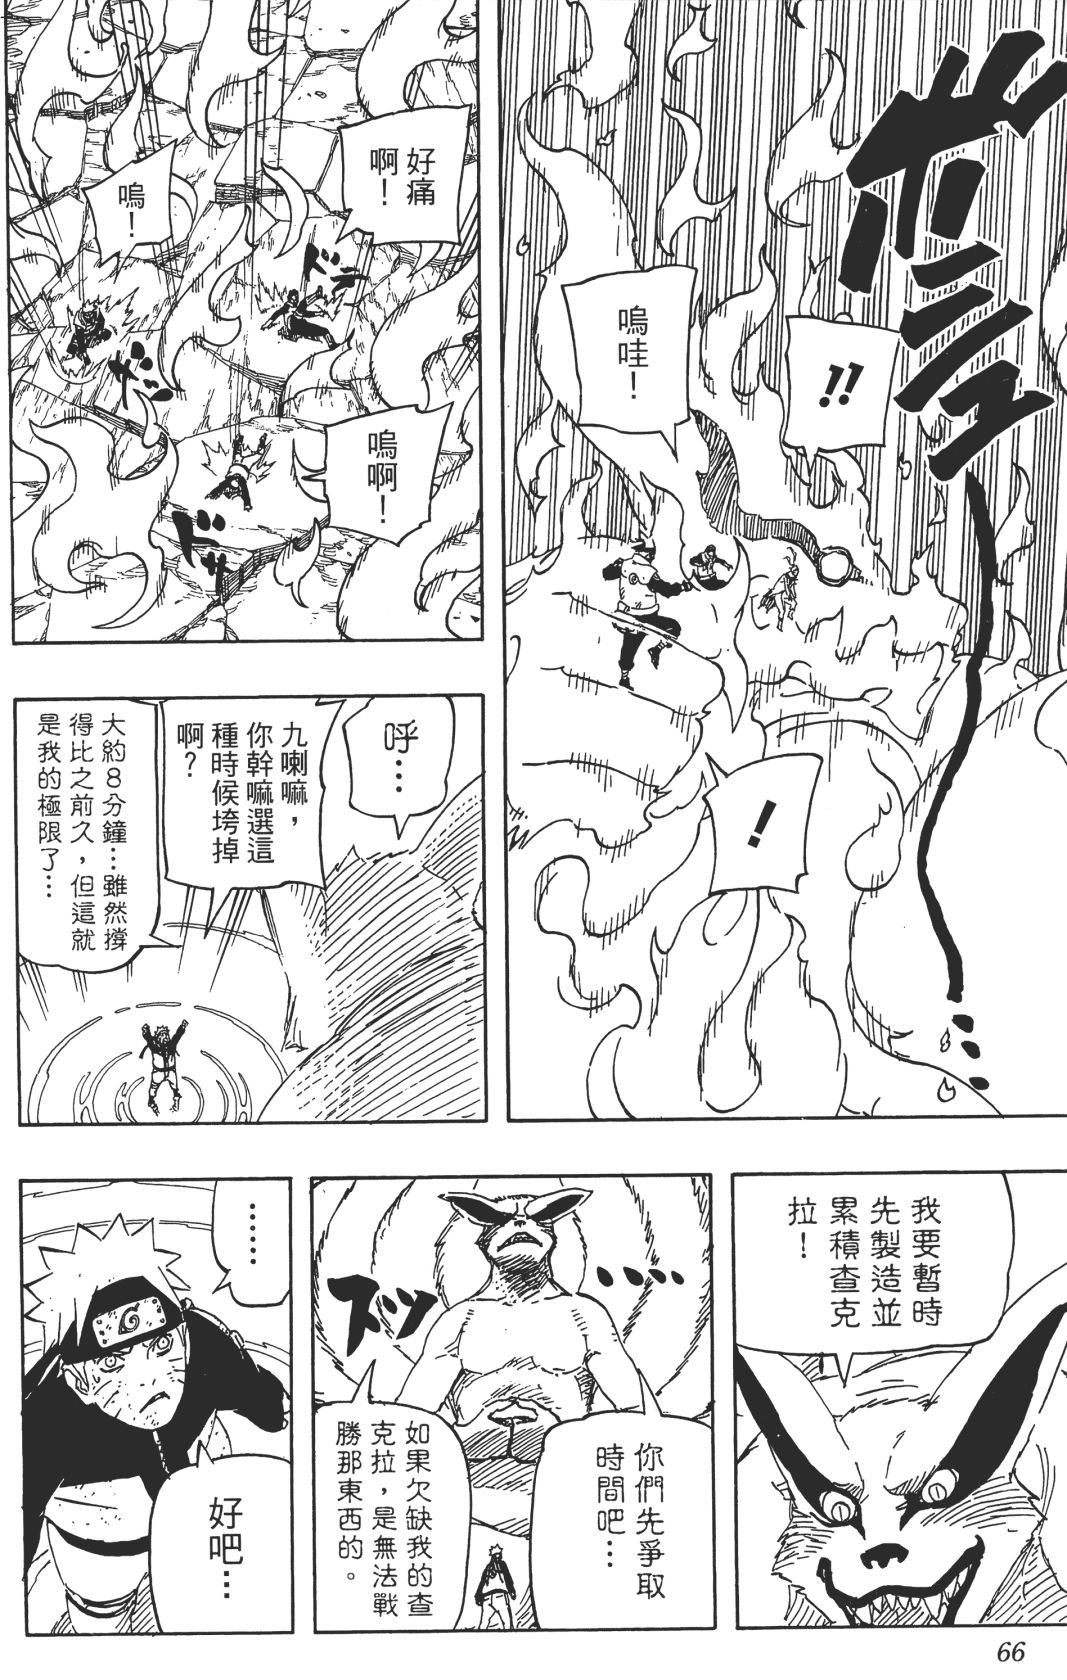 !!
嗚
哇！
！
好痛
啊！
嗚！
嗚
啊！
ドサ
ドサ
呼…
九喇嘛，
你幹嘛選這
種時候垮掉
啊？
大約8分鐘…雖然撐
得比之前久，但這就
是我的極限了…
我要暫時
先製造並
累積查克
拉！
你們先爭取
時間吧…
如果欠缺我的查
克拉，是無法戰
勝那東西的。
ズッ
……
好吧…
66